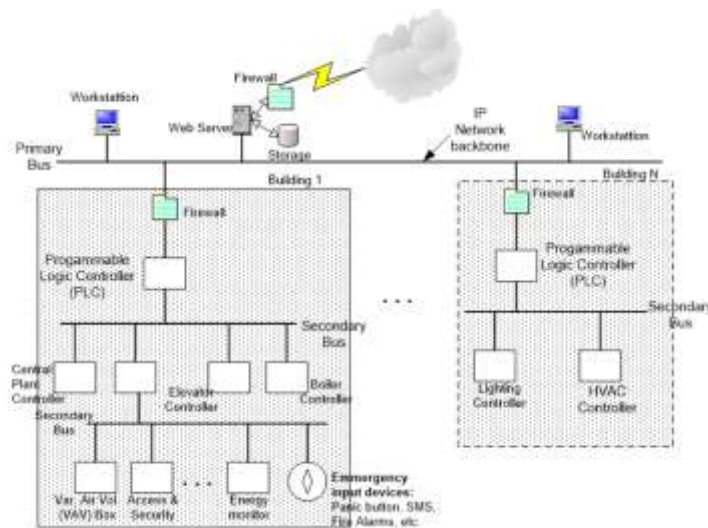 Firewall
Workstattion
Web Server
Storage
IP
Network
backbone
Workstattion
Primary
Bus
Building 1
Building N
Firewall
Firewall
Progammable
Logic Controller
(PLC)
Progammable
Logic Controller
(PLC)
. . .
Secondary
Bus
Secondary
Bus
Central
Plant
Controller
Elevator
Controller
Boiler
Controller
Lighting
Controller
HVAC
Controller
Secondary
Bus
. . .
Var. Air Vol.
(VAV) Box
Access &
Security
Energy
monitor
Emmergency
input devices:
Panic button, SMS,
Fire Alarms, etc